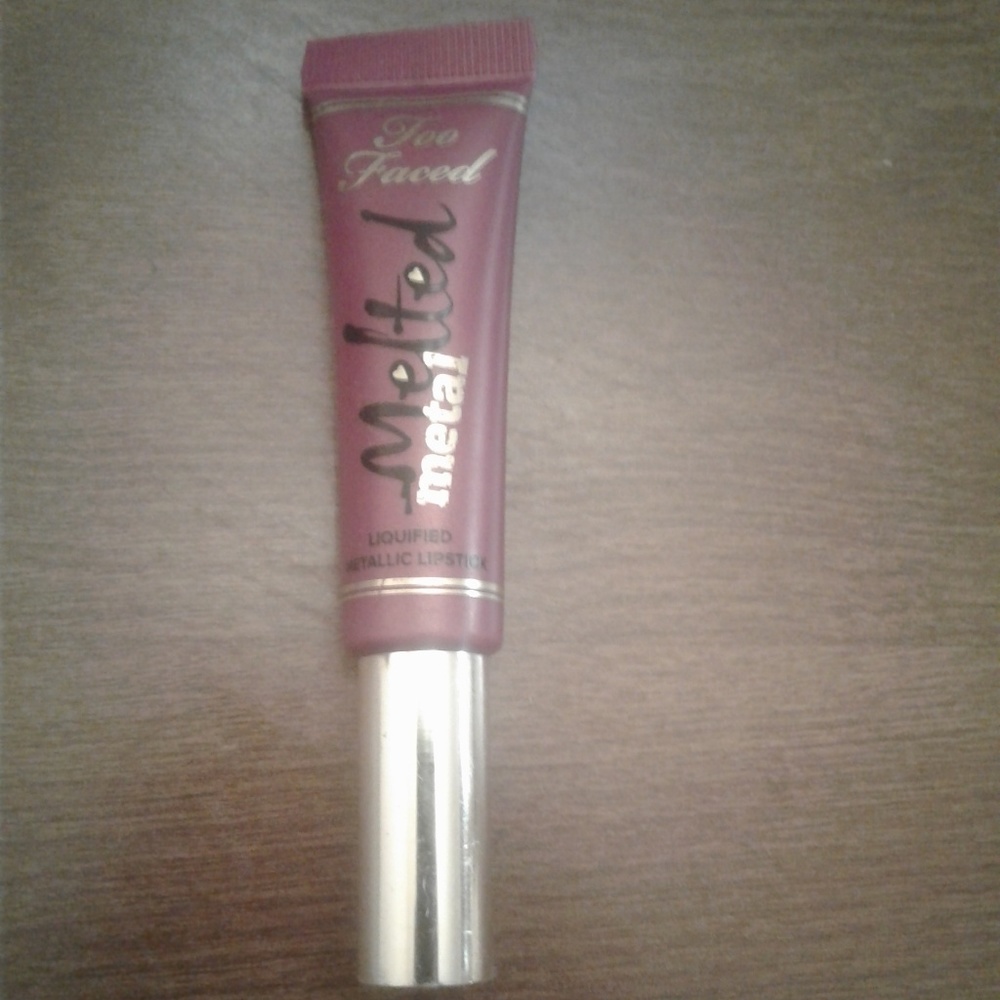 Too
Faced
Melted
metal
LIQUIFIED
METALLIC LIPSTICK